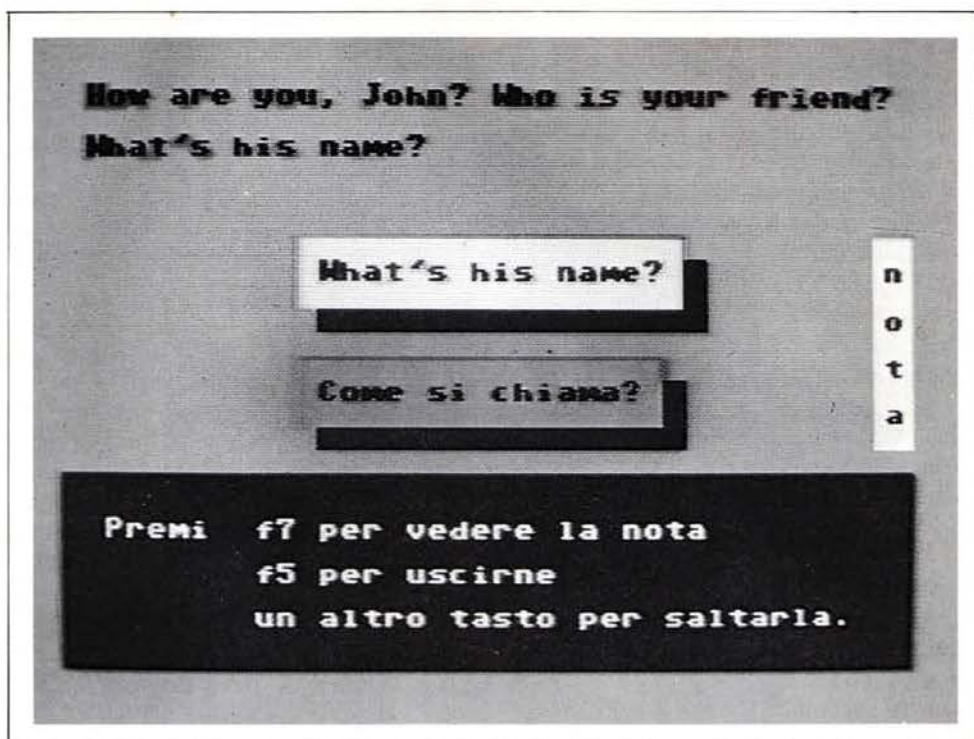 How are you, John? Who is your friend?
What's his name?
What's his name?
Come si chiama?
nota
Premi f7 per vedere la nota
f5 per uscirne
un altro tasto per saltarla.